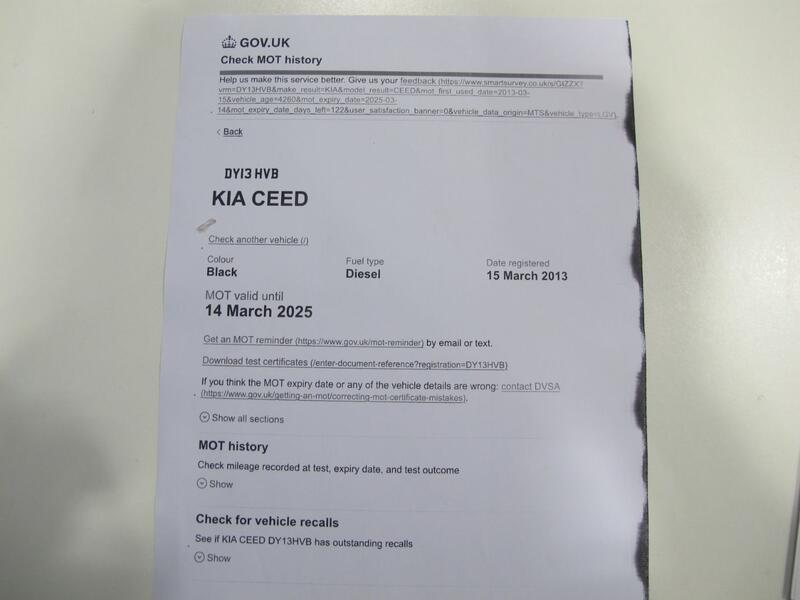 GOV.UK
Check MOT history
Help us make this service better. Give us your feedback (https://www.smartsurvey.co.uk/s/GIZZX?
vrm=DY13HVB&make_result=KIA&model_result=CEED&mot_first_used_date=2013-03-
15&vehicle_age=4260&mot_expiry_date=2025-03-
14&mot_expiry_date_days_left=122&user_satisfaction_banner=0&vehicle_data_origin=MTS&vehicle_type=LGV).
Back
DY13 HVB
KIA CEED
Check another vehicle (/)
Colour Fuel type Date registered
Black Diesel 15 March 2013
MOT valid until
14 March 2025
Get an MOT reminder (https://www.gov.uk/mot-reminder) by email or text.
Download test certificates (/enter-document-reference?registration=DY13HVB)
If you think the MOT expiry date or any of the vehicle details are wrong: contact DVSA
(https://www.gov.uk/getting-an-mot/correcting-mot-certificate-mistakes).
Show all sections
MOT history
Check mileage recorded at test, expiry date, and test outcome
Show
Check for vehicle recalls
See if KIA CEED DY13HVB has outstanding recalls
Show